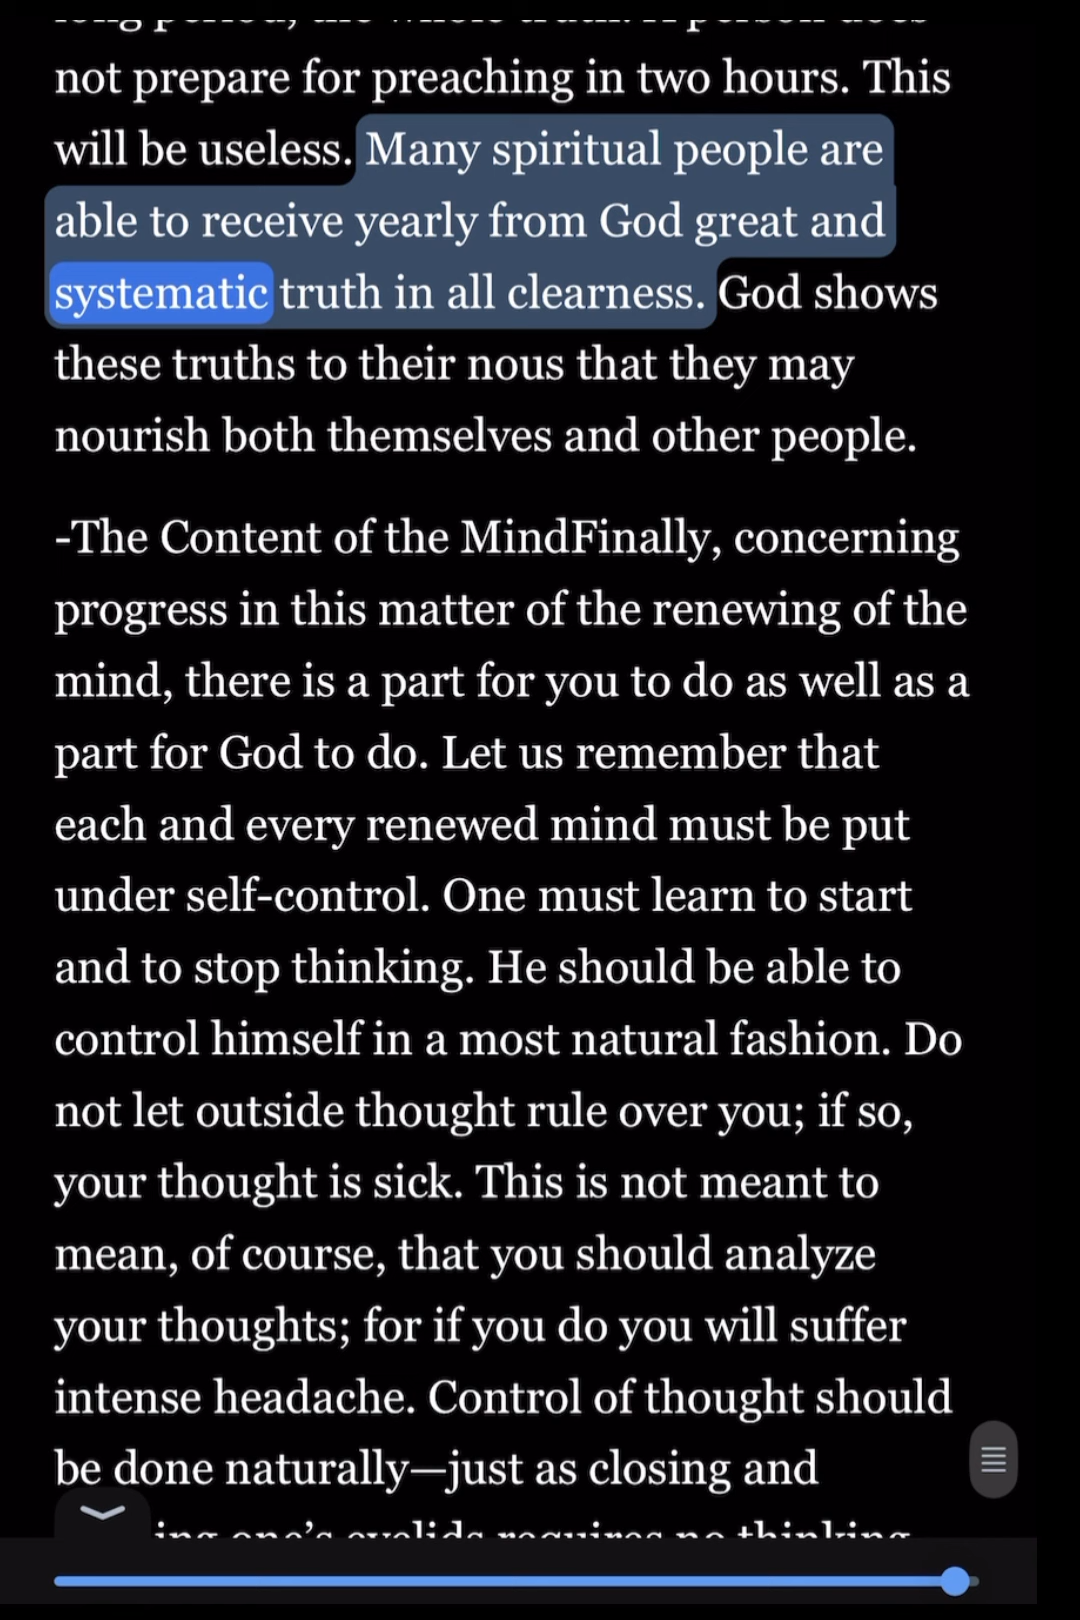 not prepare for preaching in two hours. This
will be useless. Many spiritual people are
able to receive yearly from God great and
systematic truth in all clearness. God shows
these truths to their nous that they may
nourish both themselves and other people.
-The Content of the MindFinally, concerning
progress in this matter of the renewing of the
mind, there is a part for you to do as well as a
part for God to do. Let us remember that
each and every renewed mind must be put
under self-control. One must learn to start
and to stop thinking. He should be able to
control himself in a most natural fashion. Do
not let outside thought rule over you; if so,
your thought is sick. This is not meant to
mean, of course, that you should analyze
your thoughts; for if you do you will suffer
intense headache. Control of thought should
be done naturally—just as closing and
one's eyelids requires no thinking